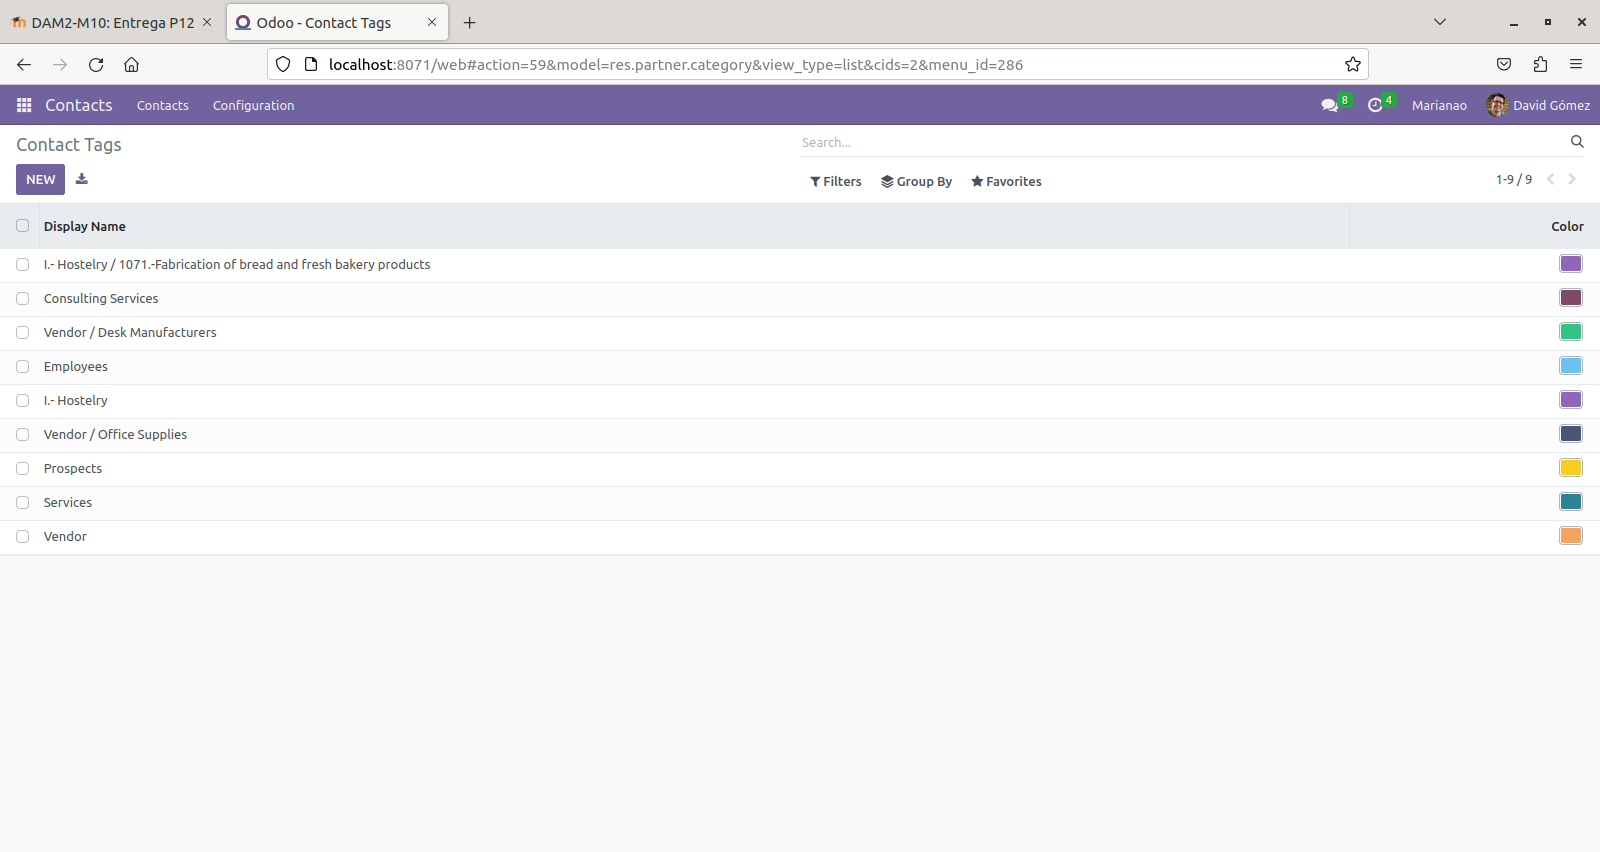 DAM2-M10: Entrega P12
Odoo - Contact Tags
localhost:8071/web#action=59&model=res.partner.category&view_type=list&cids=2&menu_id=286
Contacts
Contacts
Configuration
8
4
Marianao
David Gómez
Contact Tags
Search...
NEW
Filters
Group By
Favorites
1-9 / 9
Display Name
Color
I.- Hostelry / 1071.-Fabrication of bread and fresh bakery products
Consulting Services
Vendor / Desk Manufacturers
Employees
I.- Hostelry
Vendor / Office Supplies
Prospects
Services
Vendor